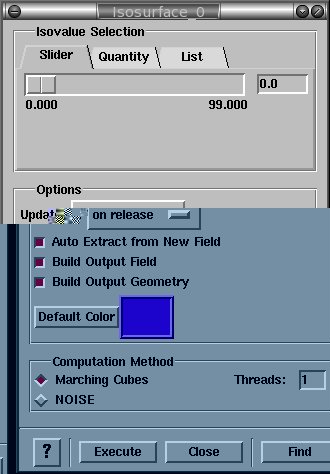 Isosurface_0
Isovalue Selection
Slider Quantity List
0.0
0.000 99.000
Options
on release
Auto Extract from New Field
Build Output Field
Build Output Geometry
Default Color
Computation Method
Marching Cubes Threads: 1
NOISE
? Execute Close Find